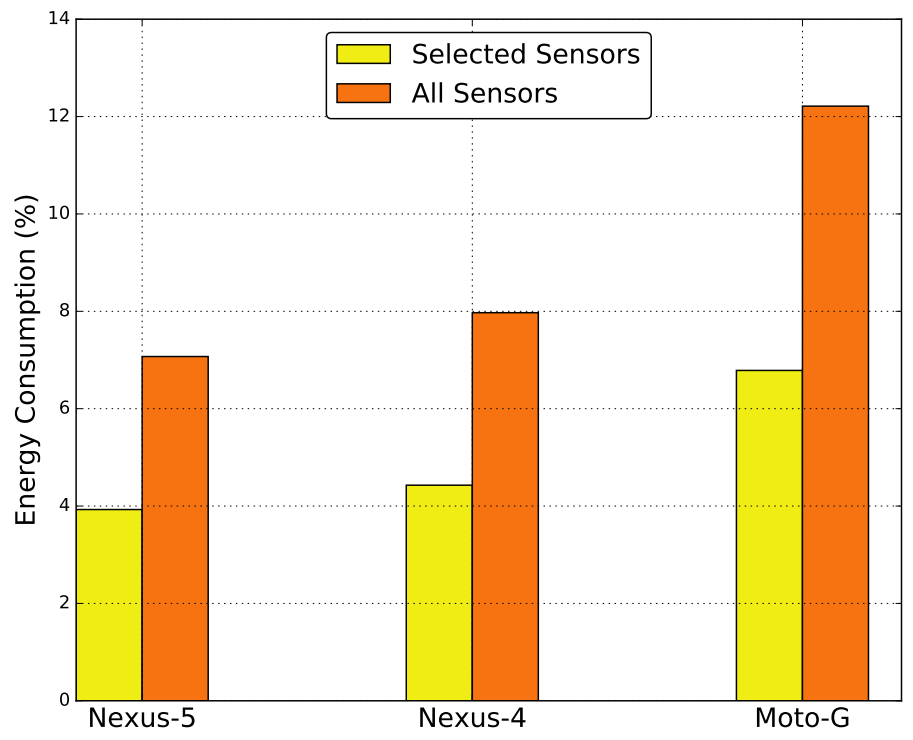 14
12
10
8
6
4
2
0
Energy Consumption (%)
Selected Sensors
All Sensors
Nexus-5
Nexus-4
Moto-G